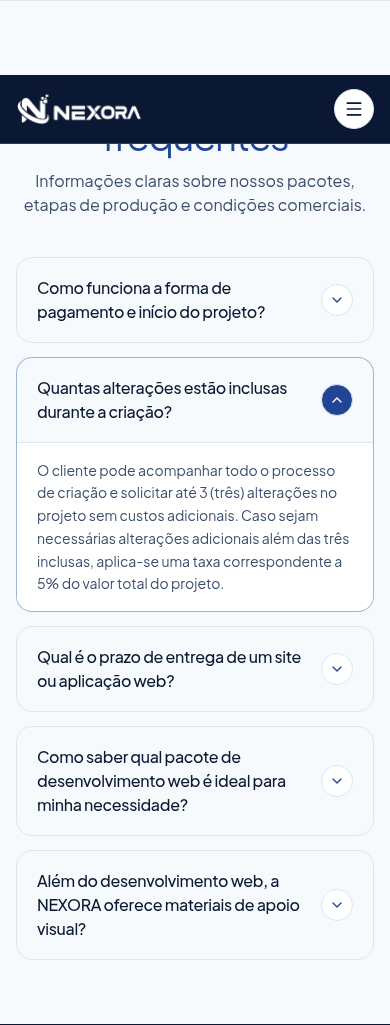 NEXORA
frequentes
Informações claras sobre nossos pacotes,
etapas de produção e condições comerciais.
Como funciona a forma de
pagamento e início do projeto?
Quantas alterações estão inclusas
durante a criação?
O cliente pode acompanhar todo o processo
de criação e solicitar até 3 (três) alterações no
projeto sem custos adicionais. Caso sejam
necessárias alterações adicionais além das três
inclusas, aplica-se uma taxa correspondente a
5% do valor total do projeto.
Qual é o prazo de entrega de um site
ou aplicação web?
Como saber qual pacote de
desenvolvimento web é ideal para
minha necessidade?
Além do desenvolvimento web, a
NEXORA oferece materiais de apoio
visual?